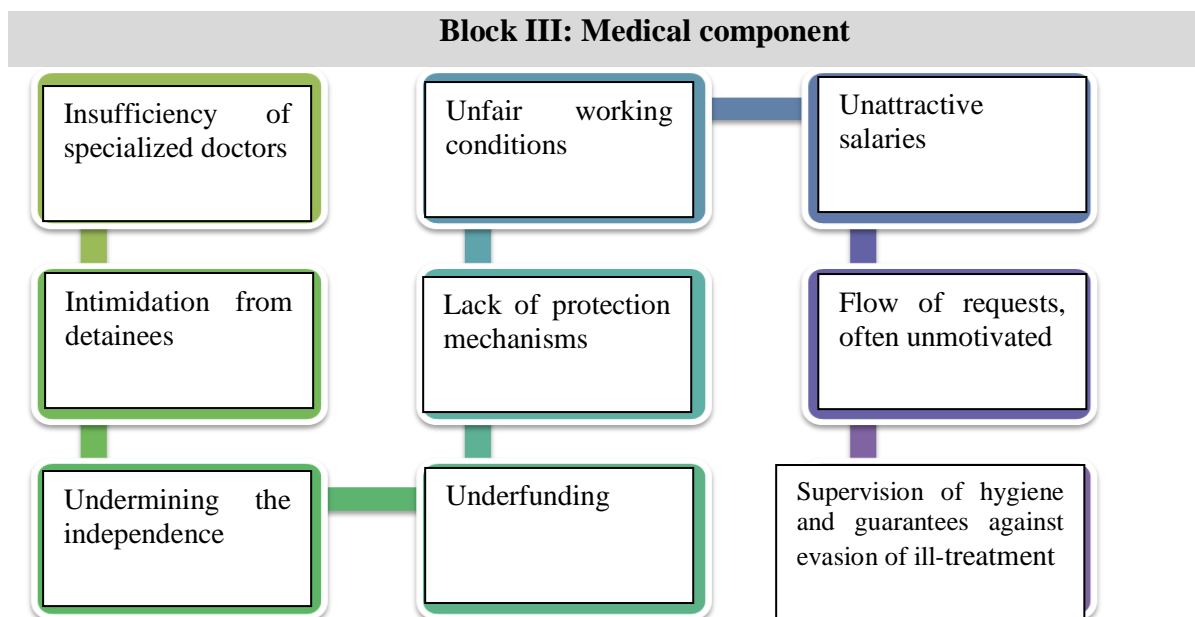 Block III: Medical component
Insufficiency of
specialized doctors
Intimidation from
detainees
Undermining the
independence
Underfunding
Lack of protection
mechanisms
Unfair working
conditions
Unattractive
salaries
Flow of requests,
often unmotivated
Supervision of hygiene
and guarantees against
evasion of ill-treatment